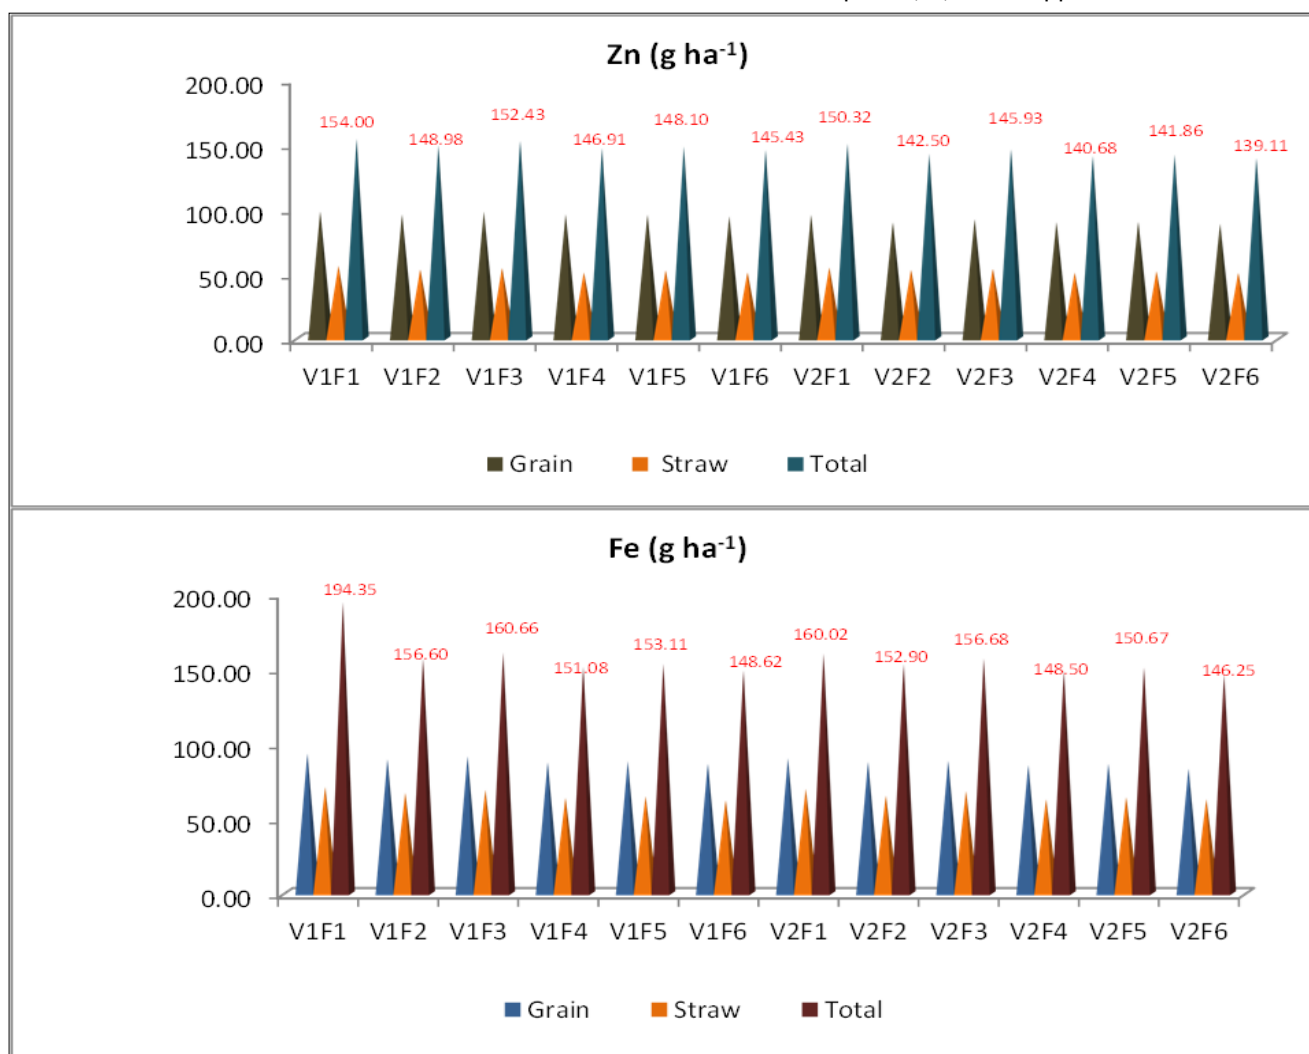 Zn (g ha-1)
200.00
150.00
100.00
50.00
0.00
154.00 148.98 152.43 146.91 148.10 145.43 150.32 142.50 145.93 140.68 141.86 139.11
V1F1 V1F2 V1F3 V1F4 V1F5 V1F6 V2F1 V2F2 V2F3 V2F4 V2F5 V2F6
Grain Straw Total
Fe (g ha-1)
200.00
150.00
100.00
50.00
0.00
194.35 156.60 160.66 151.08 153.11 148.62 160.02 152.90 156.68 148.50 150.67 146.25
V1F1 V1F2 V1F3 V1F4 V1F5 V1F6 V2F1 V2F2 V2F3 V2F4 V2F5 V2F6
Grain Straw Total